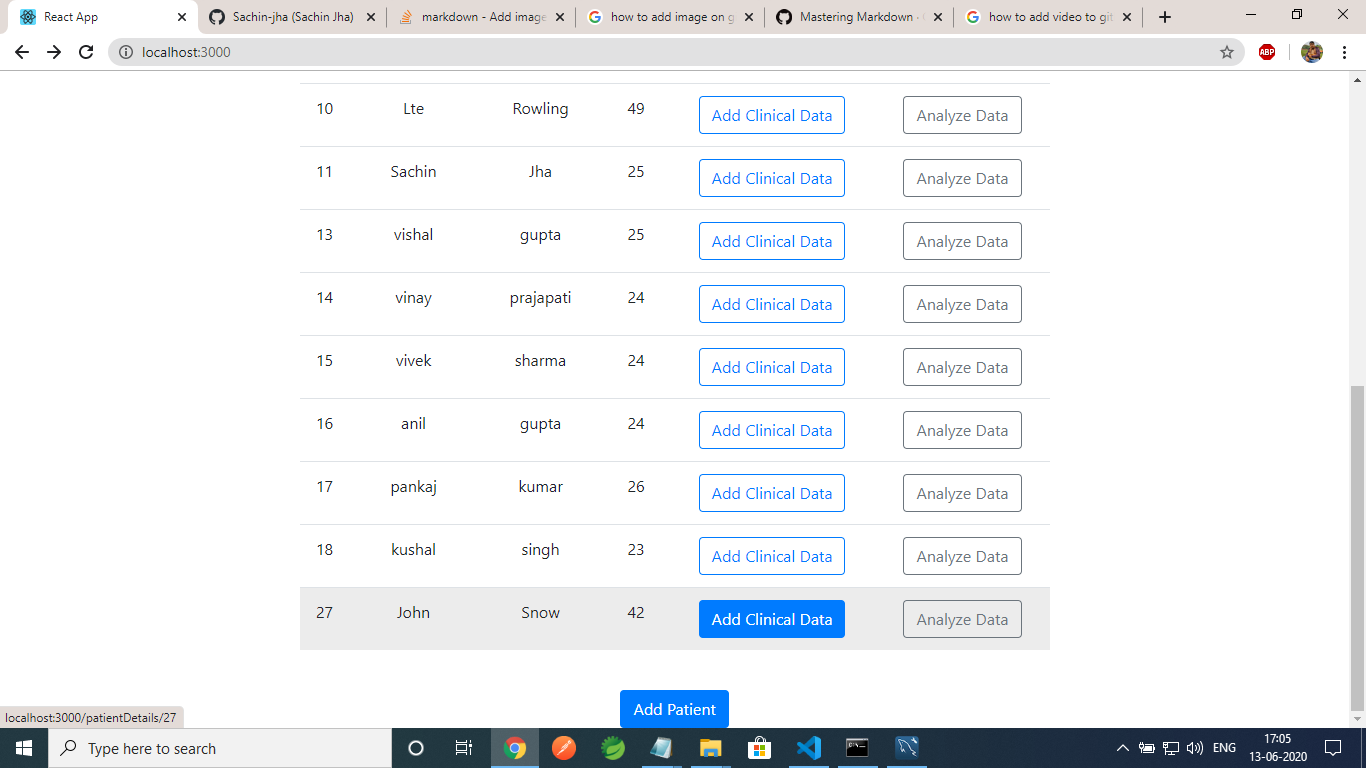 React App
Sachin-jha (Sachin Jha)
markdown - Add image
how to add image on g
Mastering Markdown ·
how to add video to git
localhost:3000
ABP
10 Lte Rowling 49 Add Clinical Data Analyze Data
11 Sachin Jha 25 Add Clinical Data Analyze Data
13 vishal gupta 25 Add Clinical Data Analyze Data
14 vinay prajapati 24 Add Clinical Data Analyze Data
15 vivek sharma 24 Add Clinical Data Analyze Data
16 anil gupta 24 Add Clinical Data Analyze Data
17 pankaj kumar 26 Add Clinical Data Analyze Data
18 kushal singh 23 Add Clinical Data Analyze Data
27 John Snow 42 Add Clinical Data Analyze Data
Add Patient
localhost:3000/patientDetails/27
Type here to search
ENG
17:05
13-06-2020